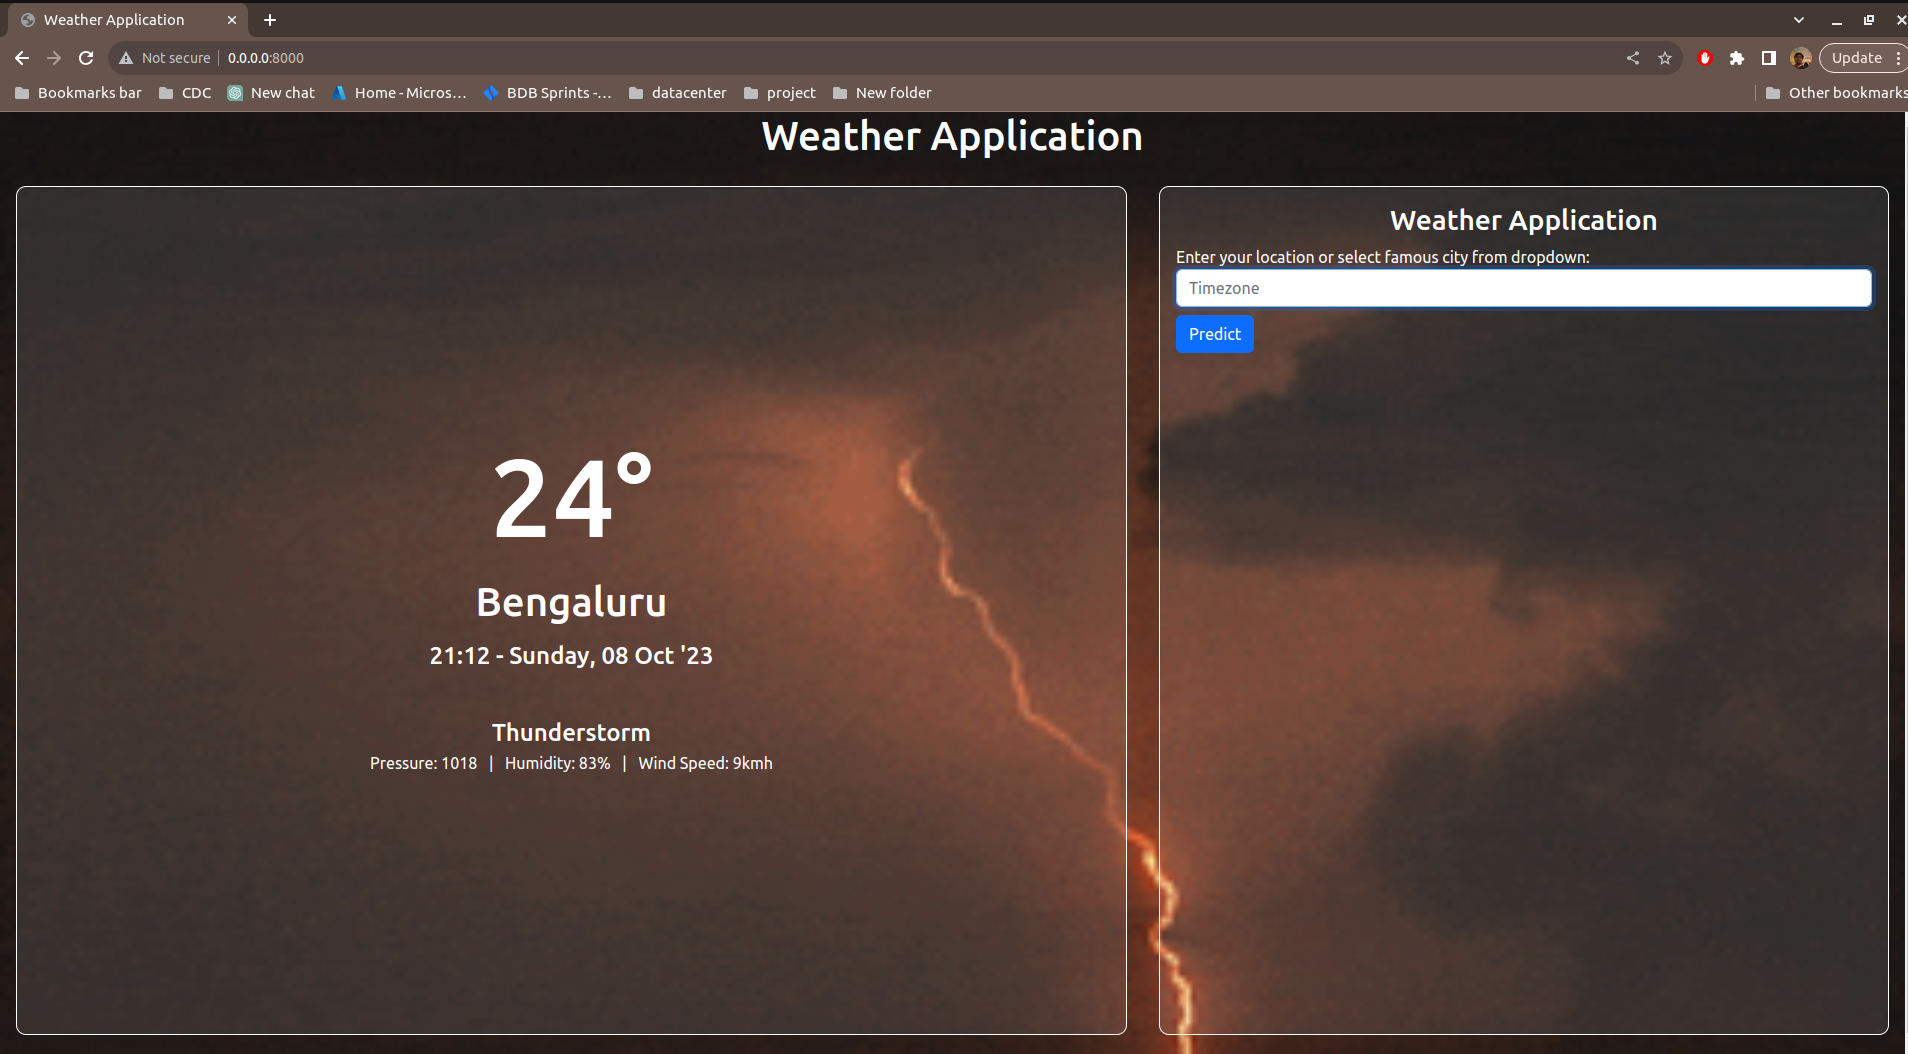 Weather Application
Not secure 0.0.0.0:8000 Update
Bookmarks bar CDC New chat Home - Micros… BDB Sprints -… datacenter project New folder Other bookmarks
Weather Application
24°
Bengaluru
21:12 - Sunday, 08 Oct '23
Thunderstorm
Pressure: 1018 | Humidity: 83% | Wind Speed: 9kmh
Weather Application
Enter your location or select famous city from dropdown:
Timezone
Predict